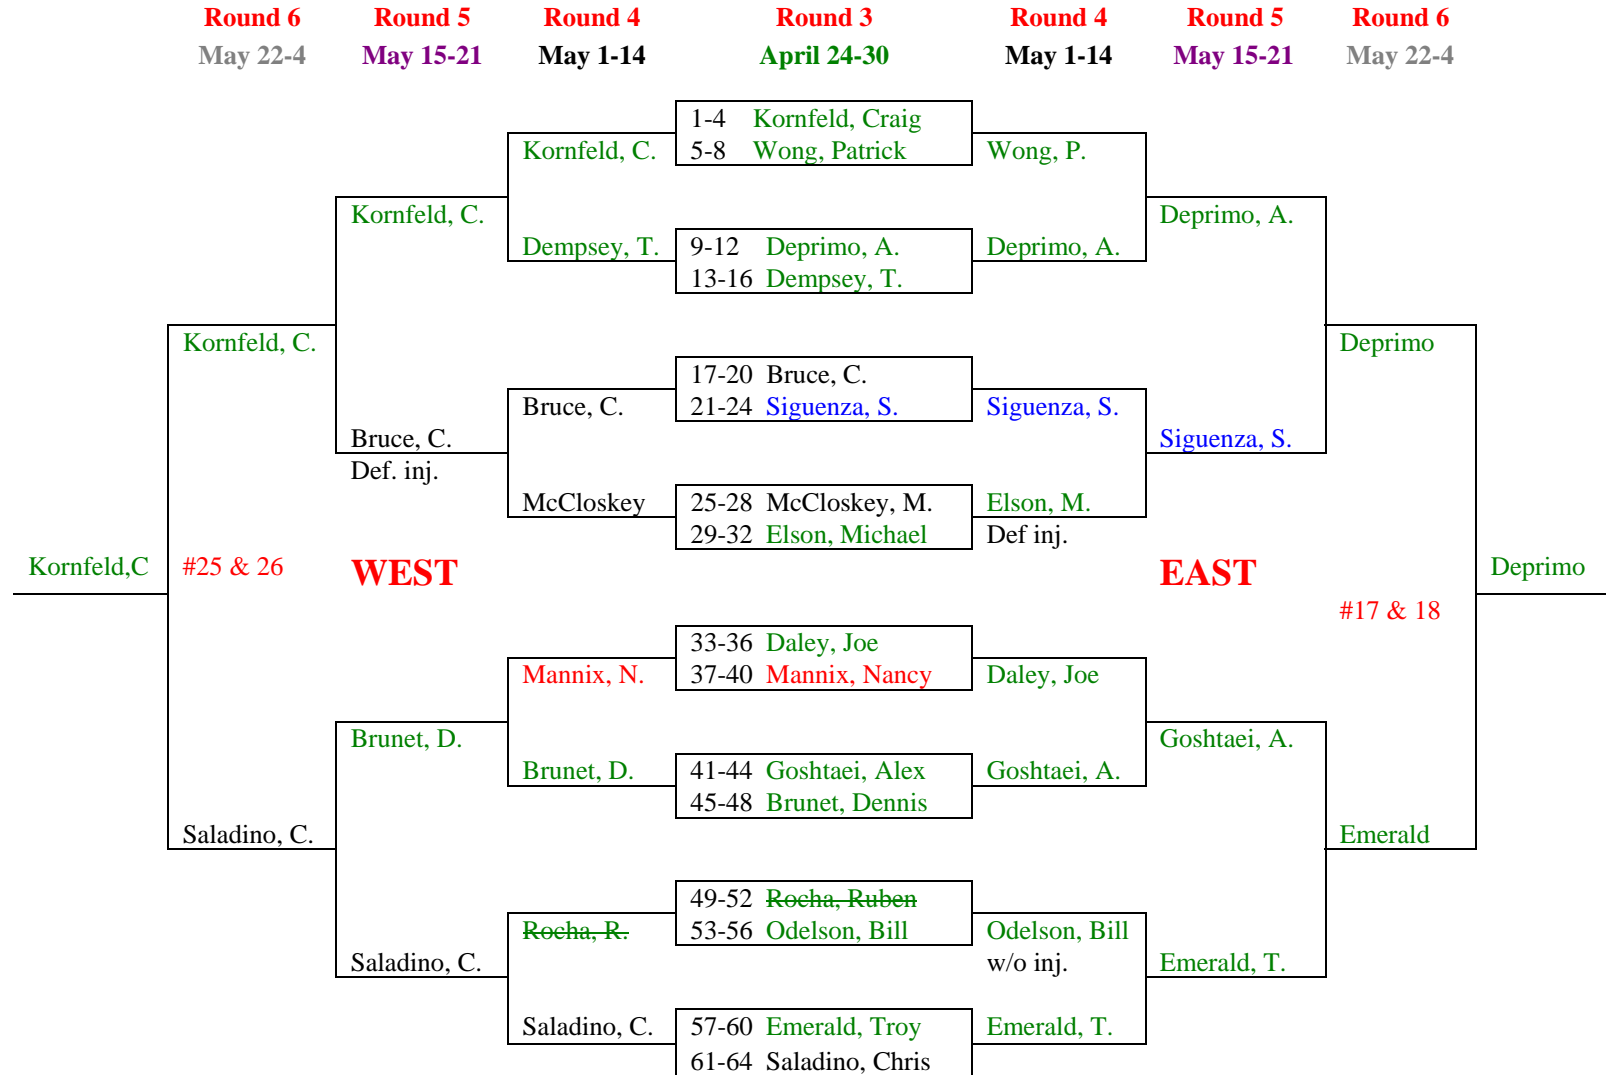 Round 6 Round 5 Round 4 Round 3 Round 4 Round 5 Round 6
May 22-4 May 15-21 May 1-14 April 24-30 May 1-14 May 15-21 May 22-4
1-4 Kornfeld, Craig
Kornfeld, C. 5-8 Wong, Patrick Wong, P.
Kornfeld, C. Deprimo, A.
Dempsey, T. 9-12 Deprimo, A. Deprimo, A.
13-16 Dempsey, T.
Kornfeld, C. Deprimo
17-20 Bruce, C.
Bruce, C. 21-24 Siguenza, S. Siguenza, S.
Bruce, C. Siguenza, S.
Def. inj.
McCloskey 25-28 McCloskey, M. Elson, M.
29-32 Elson, Michael Def inj.
Kornfeld,C #25 & 26 WEST EAST Deprimo
#17 & 18
33-36 Daley, Joe
Mannix, N. 37-40 Mannix, Nancy Daley, Joe
Brunet, D. Goshtaei, A.
Brunet, D. 41-44 Goshtaei, Alex Goshtaei, A.
45-48 Brunet, Dennis
Saladino, C. Emerald
49-52 Rocha, Ruben
Rocha, R. 53-56 Odelson, Bill Odelson, Bill
Saladino, C. w/o inj. Emerald, T.
Saladino, C. 57-60 Emerald, Troy Emerald, T.
61-64 Saladino, Chris